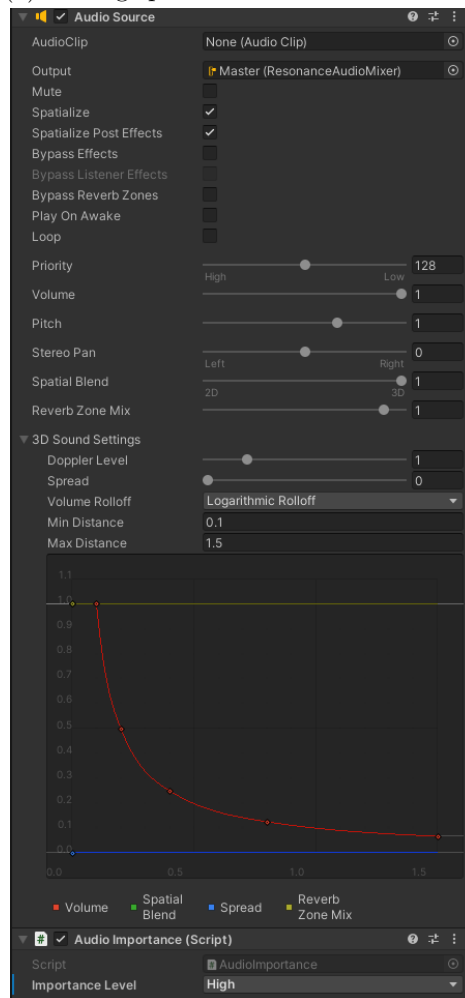 Audio Source
AudioClip None (Audio Clip)
Output Master (ResonanceAudioMixer)
Mute
Spatialize
Spatialize Post Effects
Bypass Effects
Bypass Listener Effects
Bypass Reverb Zones
Play On Awake
Loop
Priority 128
High Low
Volume 1
Pitch 1
Stereo Pan 0
Left Right
Spatial Blend 1
2D 3D
Reverb Zone Mix 1
3D Sound Settings
Doppler Level 1
Spread 0
Volume Rolloff Logarithmic Rolloff
Min Distance 0.1
Max Distance 1.5
1.1
1.0
0.9
0.8
0.7
0.6
0.5
0.4
0.3
0.2
0.1
0.0
0.0 0.5 1.0 1.5
Volume Spatial Blend Spread Reverb Zone Mix
# Audio Importance (Script)
Script AudioImportance
Importance Level High